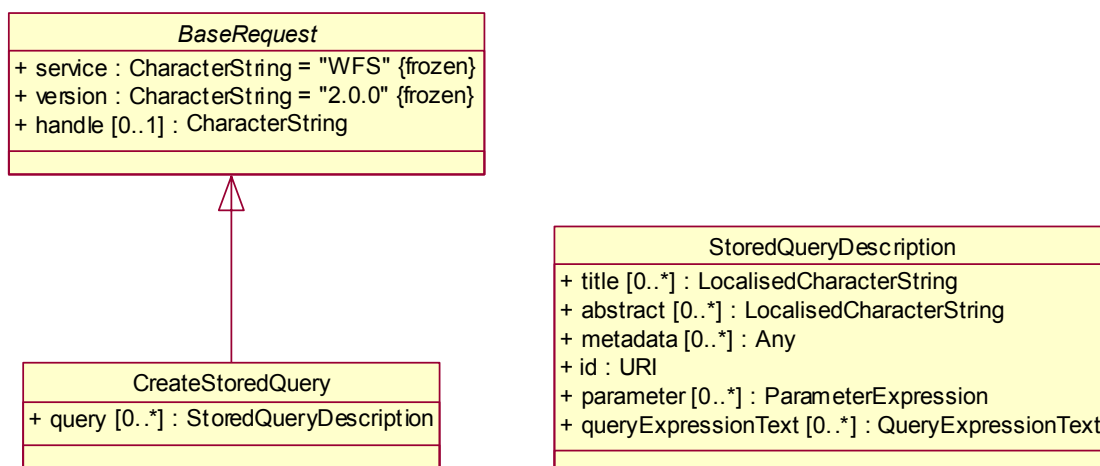 BaseRequest
+ service : CharacterString = "WFS" {frozen}
+ version : CharacterString = "2.0.0" {frozen}
+ handle [0..1] : CharacterString
StoredQueryDescription
+ title [0..*] : LocalisedCharacterString
+ abstract [0..*] : LocalisedCharacterString
+ metadata [0..*] : Any
+ id : URI
+ parameter [0..*] : ParameterExpression
+ queryExpressionText [0..*] : QueryExpressionText
CreateStoredQuery
+ query [0..*] : StoredQueryDescription